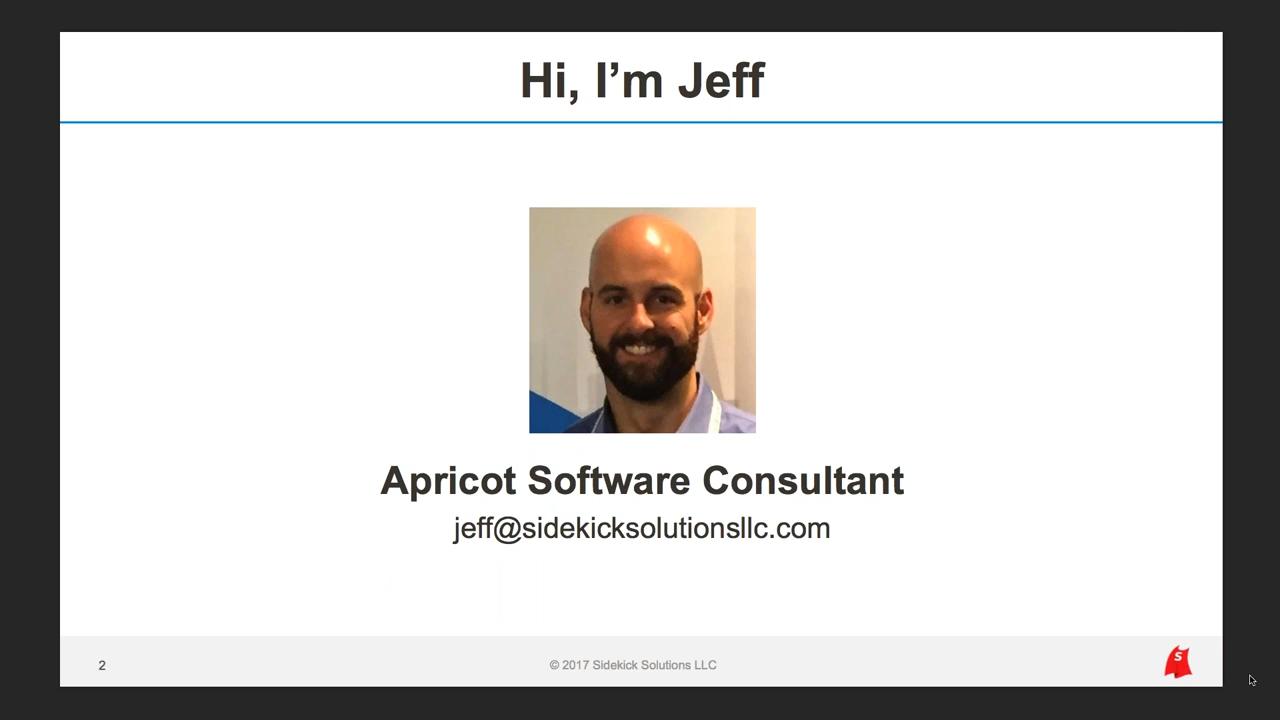 Hi, I’m Jeff
Apricot Software Consultant
jeff@sidekicksolutionsllc.com
2
© 2017 Sidekick Solutions LLC
S